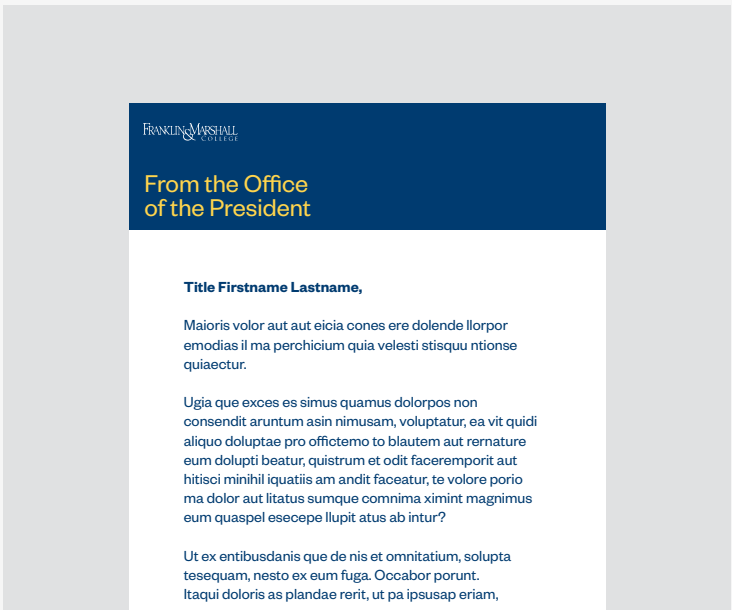 FRANKLIN&MARSHALL
COLLEGE
From the Office
of the President
Title Firstname Lastname,
Maioris volor aut aut eicia cones ere dolende llorpor
emodias il ma perchicium quia velesti stisquu ntionse
quiaectur.
Ugia que exces es simus quamus dolorpos non
consendit aruntum asin nimusam, voluptatur, ea vit quidi
aliquo doluptae pro offictemo to blautem aut rernature
eum dolupti beatur, quistrum et odit faceremporit aut
hitisci minihil iquatiis am andit faceatur, te volore porio
ma dolor aut litatus sumque comnima ximint magnimus
eum quaspel esecepe llupit atus ab intur?
Ut ex entibusdanis que de nis et omnitatium, solupta
tesequam, nesto ex eum fuga. Occabor porunt.
Itaqui doloris as plandae rerit, ut pa ipsusap eriam,